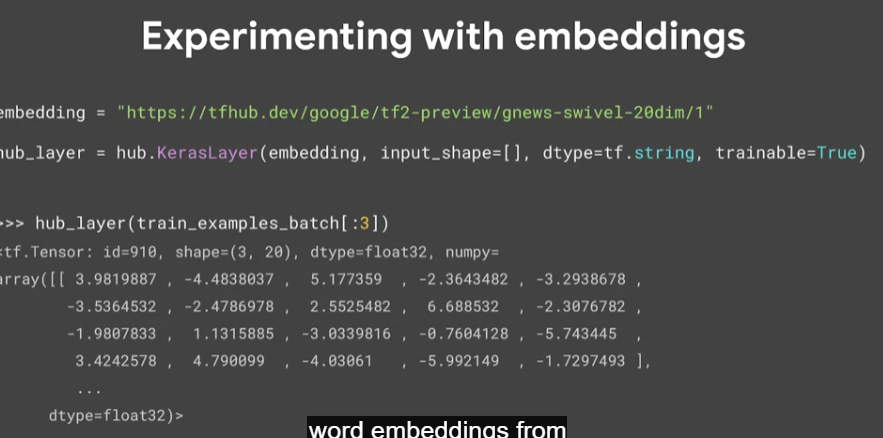 Experimenting with embeddings
embedding = "https://tfhub.dev/google/tf2-preview/gnews-swivel-20dim/1"
hub_layer = hub.KerasLayer(embedding, input_shape=[], dtype=tf.string, trainable=True)
>>> hub_layer(train_examples_batch[:3])
<tf.Tensor: id=910, shape=(3, 20), dtype=float32, numpy=
array([[ 3.9819887 , -4.4838037 , 5.177359 , -2.3643482 , -3.2938678 ,
-3.5364532 , -2.4786978 , 2.5525482 , 6.688532 , -2.3076782 ,
-1.9807833 , 1.1315885 , -3.0339816 , -0.7604128 , -5.743445 ,
3.4242578 , 4.790099 , -4.03061 , -5.992149 , -1.7297493 ],
...
dtype=float32)>
word embeddings from